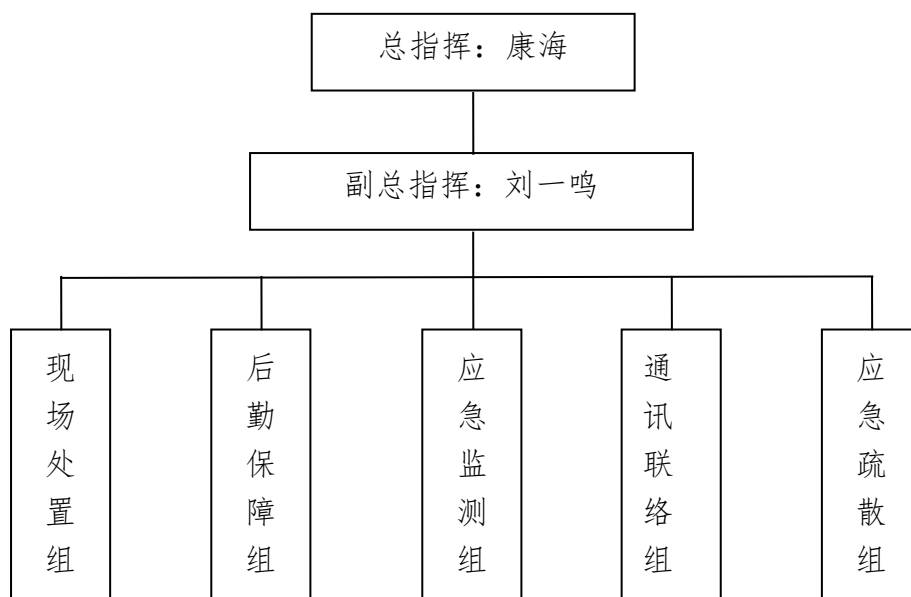 总指挥：康海
副总指挥：刘一鸣
现场处置组
后勤保障组
应急监测组
通讯联络组
应急疏散组